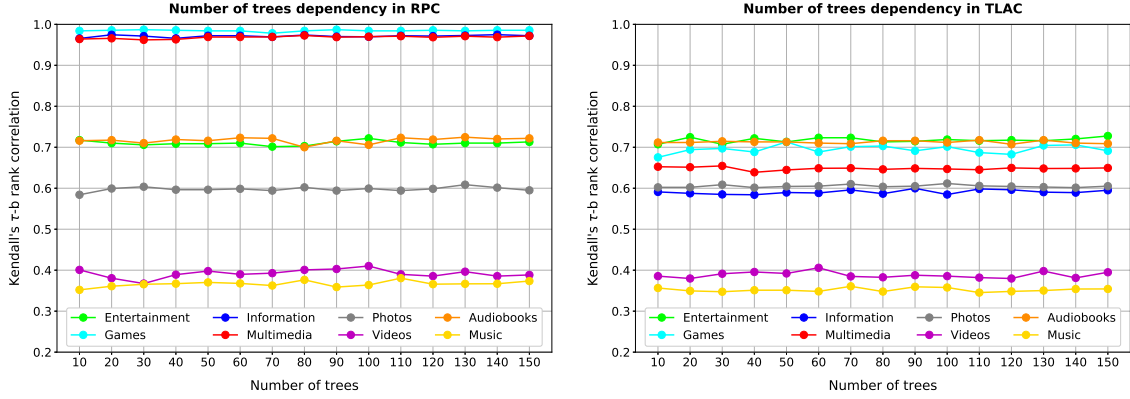 Number of trees dependency in RPC
Kendall's τ-b rank correlation
1.0
0.9
0.8
0.7
0.6
0.5
0.4
0.3
0.2
Entertainment Information Photos Audiobooks
Games Multimedia Videos Music
10 20 30 40 50 60 70 80 90 100 110 120 130 140 150
Number of trees
Number of trees dependency in TLAC
Kendall's τ-b rank correlation
1.0
0.9
0.8
0.7
0.6
0.5
0.4
0.3
0.2
Entertainment Information Photos Audiobooks
Games Multimedia Videos Music
10 20 30 40 50 60 70 80 90 100 110 120 130 140 150
Number of trees